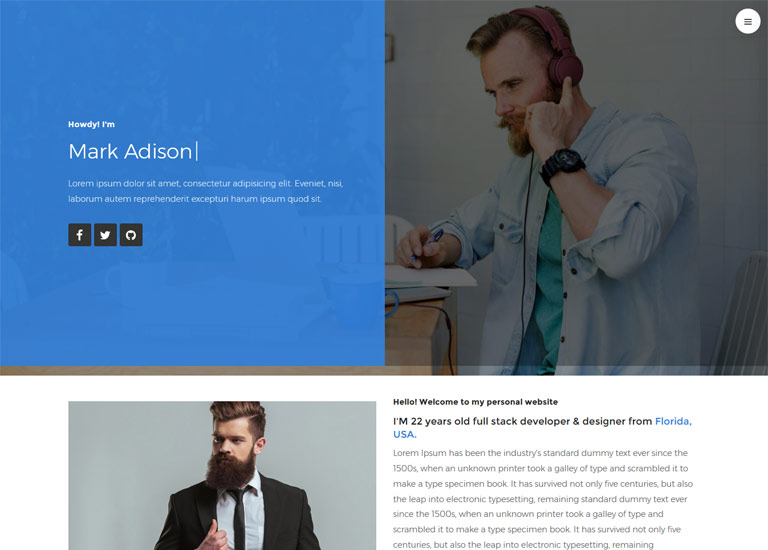 Howdy! I'm
Mark Adison|
Lorem ipsum dolor sit amet, consectetur adipisicing elit. Eveniet, nisi,
laborum autem reprehenderit excepturi harum ipsum quod sit.
Hello! Welcome to my personal website
I'M 22 years old full stack developer & designer from Florida,
USA.
Lorem Ipsum has been the industry's standard dummy text ever since the
1500s, when an unknown printer took a galley of type and scrambled it to
make a type specimen book. It has survived not only five centuries, but also
the leap into electronic typesetting, remaining standard dummy text ever
since the 1500s, when an unknown printer took a galley of type and
scrambled it to make a type specimen book. It has survived not only five
centuries, but also the leap into electronic typesetting, remaining